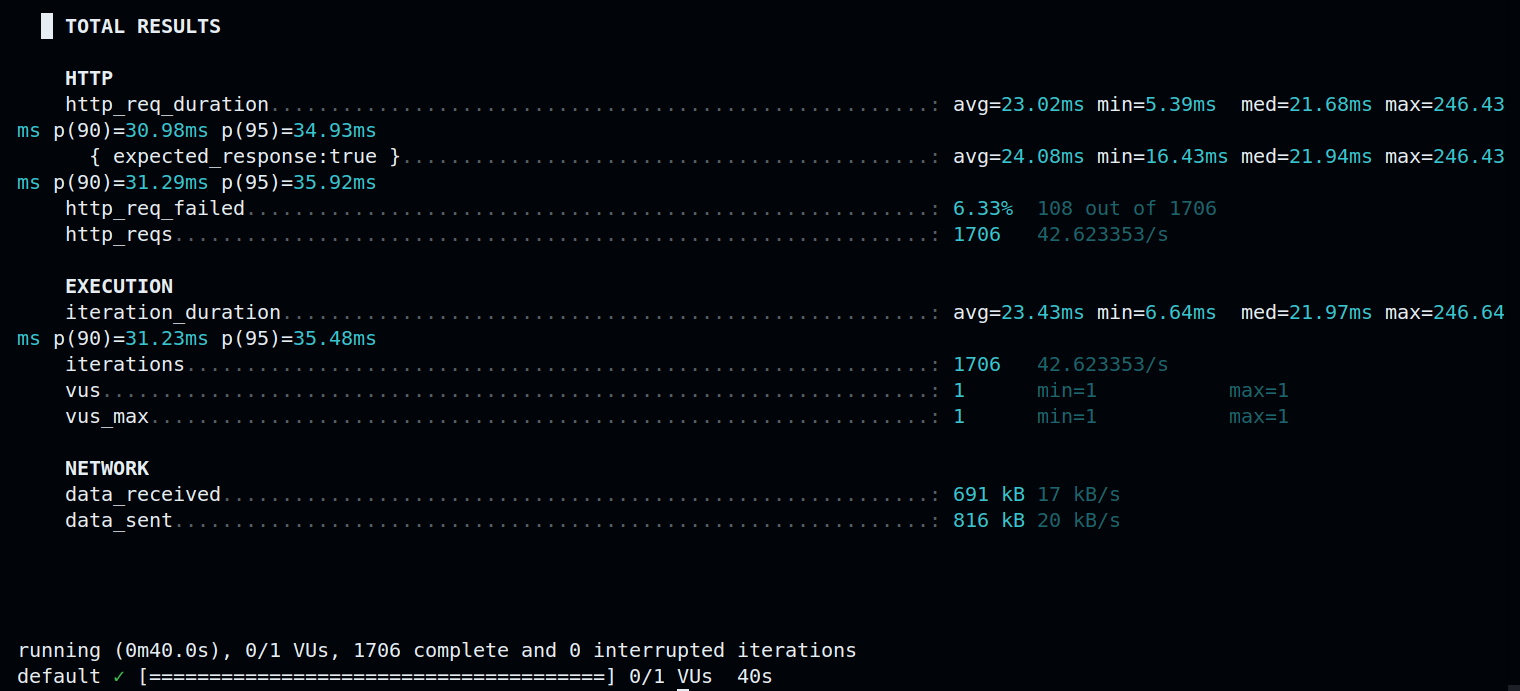 █ TOTAL RESULTS
HTTP
http_req_duration.......................................................: avg=23.02ms min=5.39ms  med=21.68ms max=246.43
ms p(90)=30.98ms p(95)=34.93ms
{ expected_response:true }............................................: avg=24.08ms min=16.43ms med=21.94ms max=246.43
ms p(90)=31.29ms p(95)=35.92ms
http_req_failed.........................................................: 6.33%  108 out of 1706
http_reqs...............................................................: 1706   42.623353/s
EXECUTION
iteration_duration......................................................: avg=23.43ms min=6.64ms  med=21.97ms max=246.64
ms p(90)=31.23ms p(95)=35.48ms
iterations..............................................................: 1706   42.623353/s
vus.....................................................................: 1      min=1           max=1
vus_max.................................................................: 1      min=1           max=1
NETWORK
data_received...........................................................: 691 kB 17 kB/s
data_sent...............................................................: 816 kB 20 kB/s
running (0m40.0s), 0/1 VUs, 1706 complete and 0 interrupted iterations
default ✓ [======================================] 0/1 VUs  40s